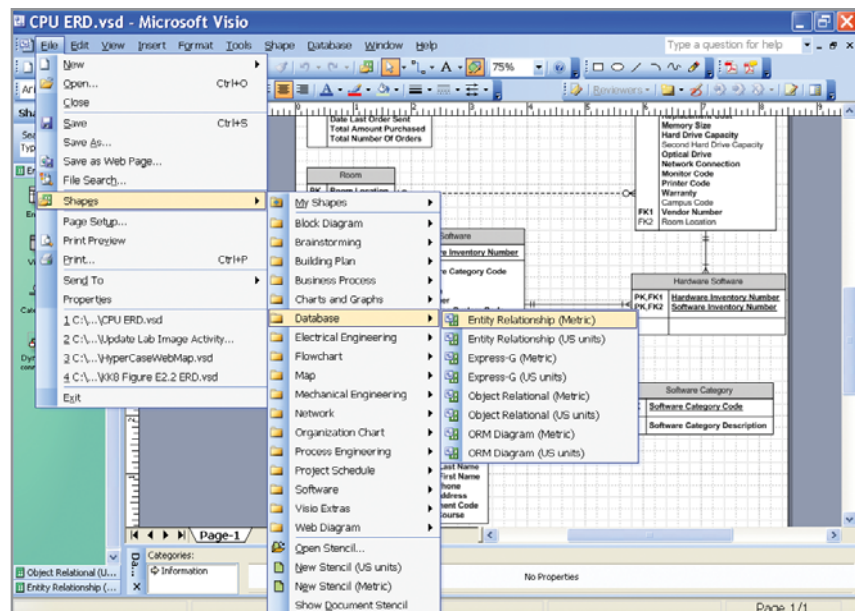 CPU ERD.vsd - Microsoft Visio
File Edit View Insert Format Tools Shape Database Window Help
Type a question for help
75%
Reviewers
New
Open... Ctrl+O
Close
Save Ctrl+S
Save As...
Save as Web Page...
File Search...
Shapes
Page Setup...
Print Preview
Print... Ctrl+P
Send To
Properties
1 C:\...\CPU ERD.vsd
2 C:\...\Update Lab Image Activity...
3 C:\...\HyperCaseWebMap.vsd
4 C:\...\KK8 Figure E2.2 ERD.vsd
Exit
My Shapes
Block Diagram
Brainstorming
Building Plan
Business Process
Charts and Graphs
Database
Electrical Engineering
Flowchart
Map
Mechanical Engineering
Network
Organization Chart
Process Engineering
Project Schedule
Software
Visio Extras
Web Diagram
Open Stencil...
New Stencil (US units)
New Stencil (Metric)
Show Document Stencil
Entity Relationship (Metric)
Entity Relationship (US units)
Express-G (Metric)
Express-G (US units)
Object Relational (Metric)
Object Relational (US units)
ORM Diagram (Metric)
ORM Diagram (US units)
Date Last Order Sent
Total Amount Purchased
Total Number Of Orders
Room
PK Room Location
Software
Inventory Number
Category Code
Memory Size
Hard Drive Capacity
Second Hard Drive Capacity
Optical Drive
Network Connection
Monitor Code
Printer Code
Warranty
Campus Code
FK1 Vendor Number
FK2 Room Location
Hardware Software
PK,FK1 Hardware Inventory Number
PK,FK2 Software Inventory Number
Software Category
Software Category Code
Software Category Description
Last Name
First Name
Page-1
Categories:
Information
No Properties
Object Relational (U...
Entity Relationship (...
Page 1/1